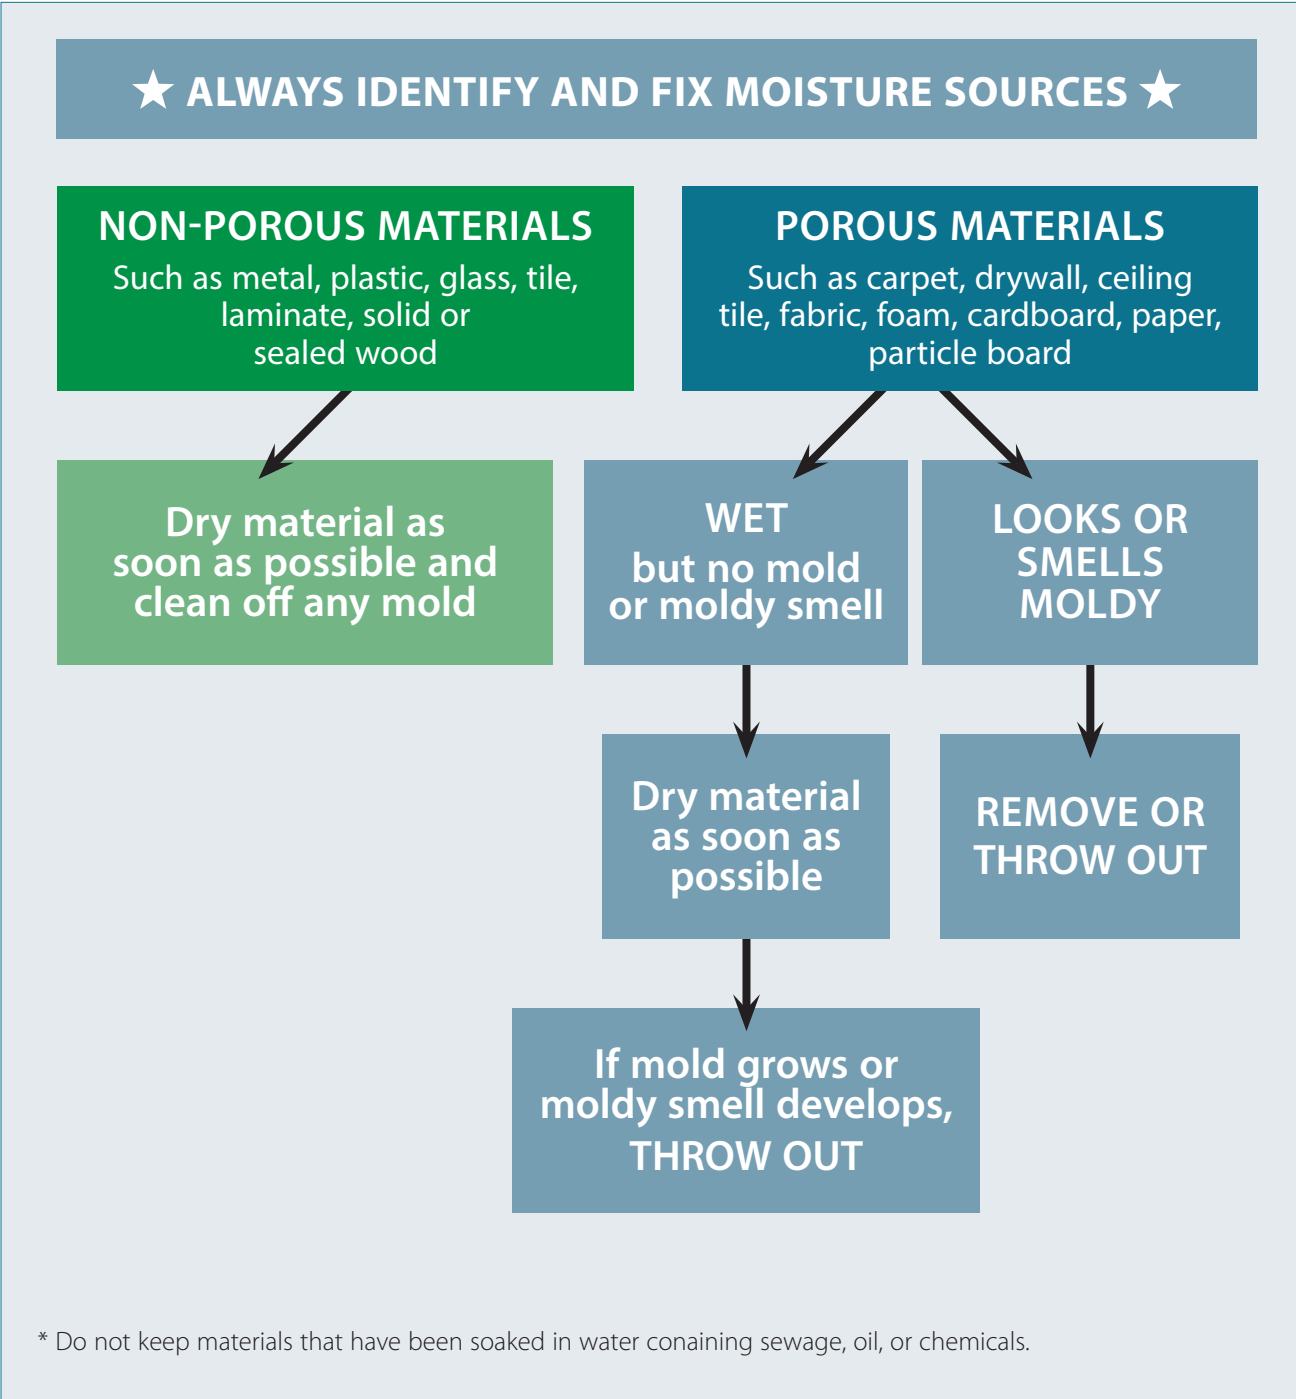 ★ ALWAYS IDENTIFY AND FIX MOISTURE SOURCES ★
NON-POROUS MATERIALS
Such as metal, plastic, glass, tile,
laminate, solid or
sealed wood
POROUS MATERIALS
Such as carpet, drywall, ceiling
tile, fabric, foam, cardboard, paper,
particle board
Dry material as
soon as possible and
clean off any mold
WET
but no mold
or moldy smell
LOOKS OR
SMELLS
MOLDY
Dry material
as soon as
possible
REMOVE OR
THROW OUT
If mold grows or
moldy smell develops,
THROW OUT
* Do not keep materials that have been soaked in water conaining sewage, oil, or chemicals.